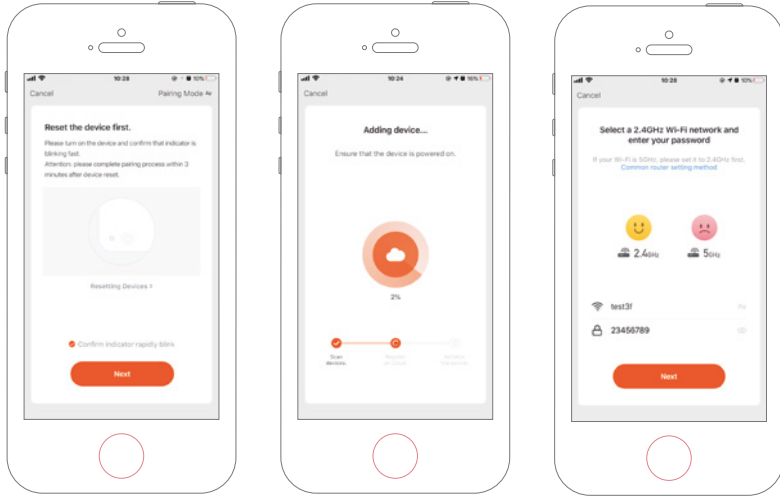 10:28
10%
Cancel
Pairing Mode
Reset the device first.
Please turn on the device and confirm that indicator is
blinking fast.
Attention: please complete pairing process within 3
minutes after device reset.
Resetting Devices >
Confirm indicator rapidly blink
Next
10:24
Cancel
Adding device...
Ensure that the device is powered on.
2%
Scan
devices.
10:28
10%
Cancel
Select a 2.4GHz Wi-Fi network and
enter your password
If your Wi-Fi is 5GHz, please set it to 2.4GHz first.
Common router setting method
2.4GHz
5GHz
test3f
23456789
Next